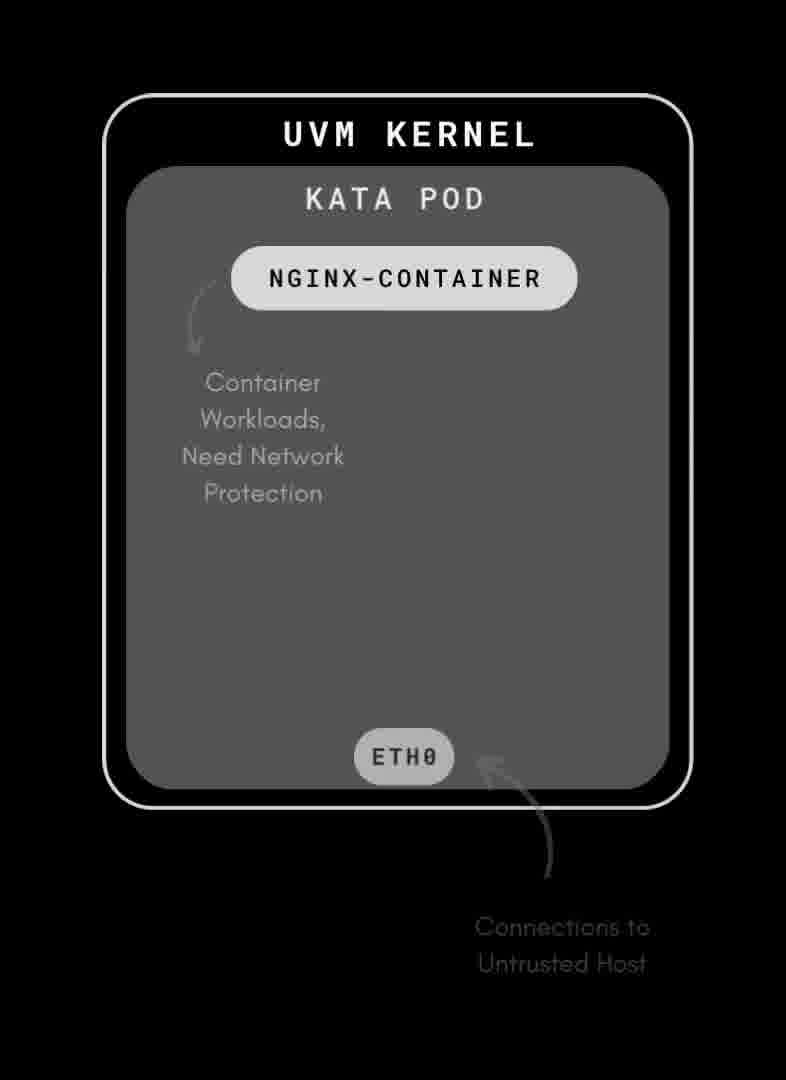 UVM KERNEL
KATA POD
NGINX-CONTAINER
Container
Workloads,
Need Network
Protection
ETH0
Connections to
Untrusted Host